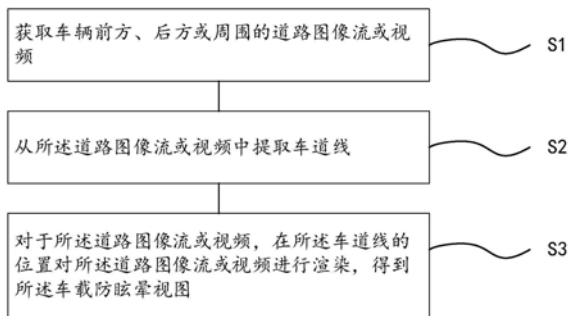 获取车辆前方、后方或周围的道路图像流或视
频
S1
从所述道路图像流或视频中提取车道线
S2
对于所述道路图像流或视频，在所述车道线的
位置对所述道路图像流或视频进行渲染，得到
所述车载防眩晕视图
S3